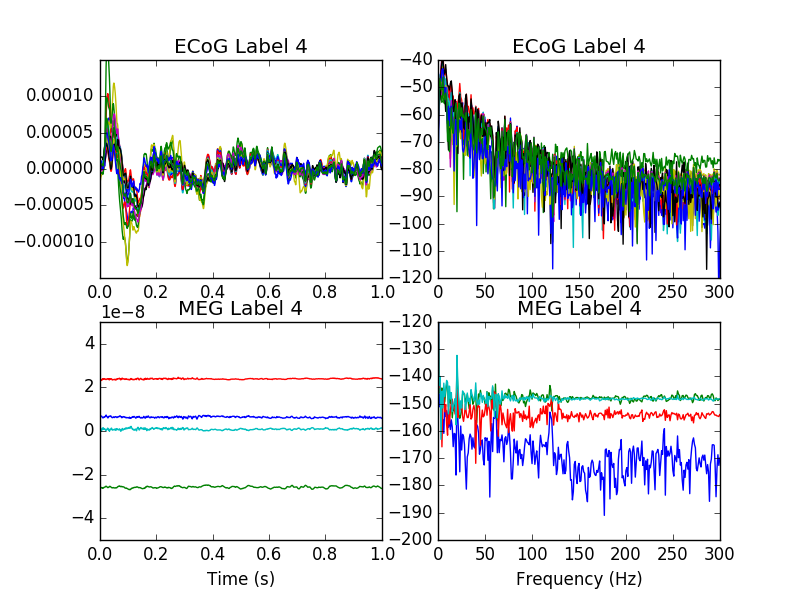 ECoG Label 4
ECoG Label 4
0.00010
0.00005
0.00000
−0.00005
−0.00010
0.0 0.2 0.4 0.6 0.8 1.0
−40
−50
−60
−70
−80
−90
−100
−110
−120
0 50 100 150 200 250 300
MEG Label 4
MEG Label 4
1e−8
4
2
0
−2
−4
0.0 0.2 0.4 0.6 0.8 1.0
Time (s)
−120
−130
−140
−150
−160
−170
−180
−190
−200
0 50 100 150 200 250 300
Frequency (Hz)